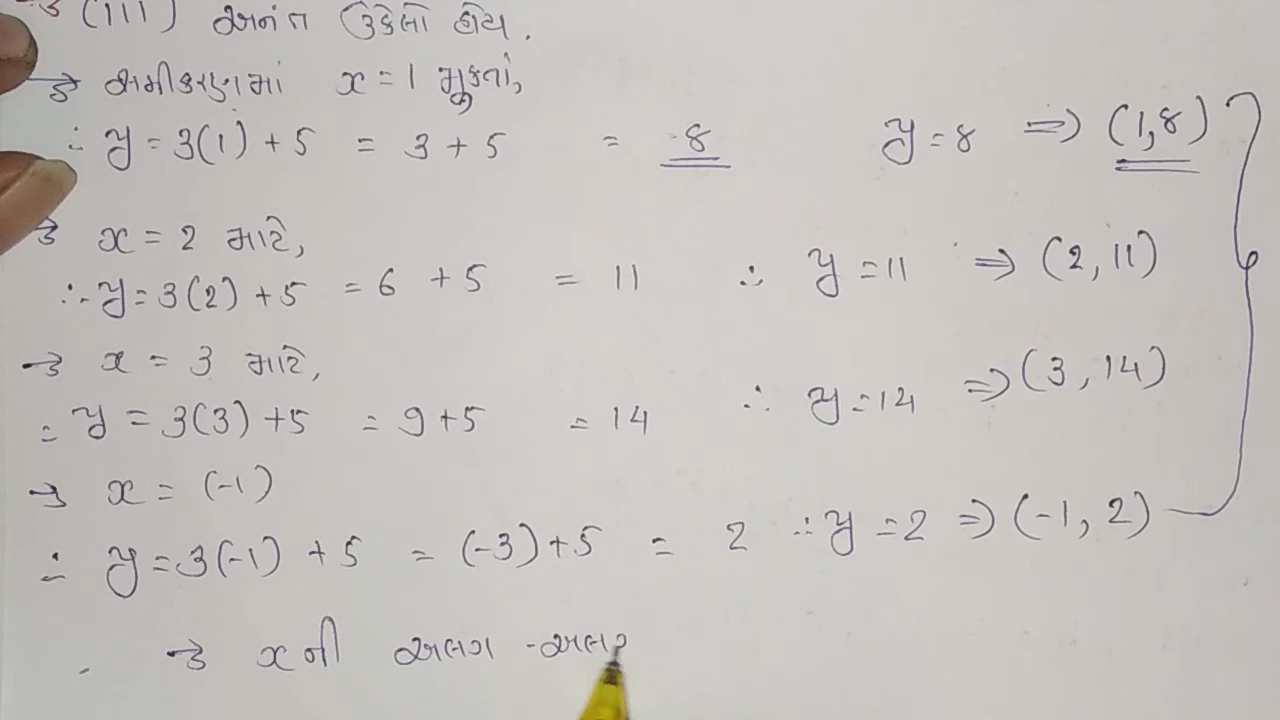 (iii) અનંત ઉકેલો હોય.
→ સમીકરણમાં x = 1 મૂકતાં,
∴ y = 3(1) + 5 = 3 + 5 = 8 y = 8 ⇒ (1,8)
→ x = 2 માટે,
∴ y = 3(2) + 5 = 6 + 5 = 11 ∴ y = 11 ⇒ (2, 11)
→ x = 3 માટે,
= y = 3(3) + 5 = 9 + 5 = 14 ∴ y = 14 ⇒ (3, 14)
→ x = (-1)
∴ y = 3(-1) + 5 = (-3) + 5 = 2 ∴ y = 2 ⇒ (-1, 2)
→ x ની અલગ - અલગ